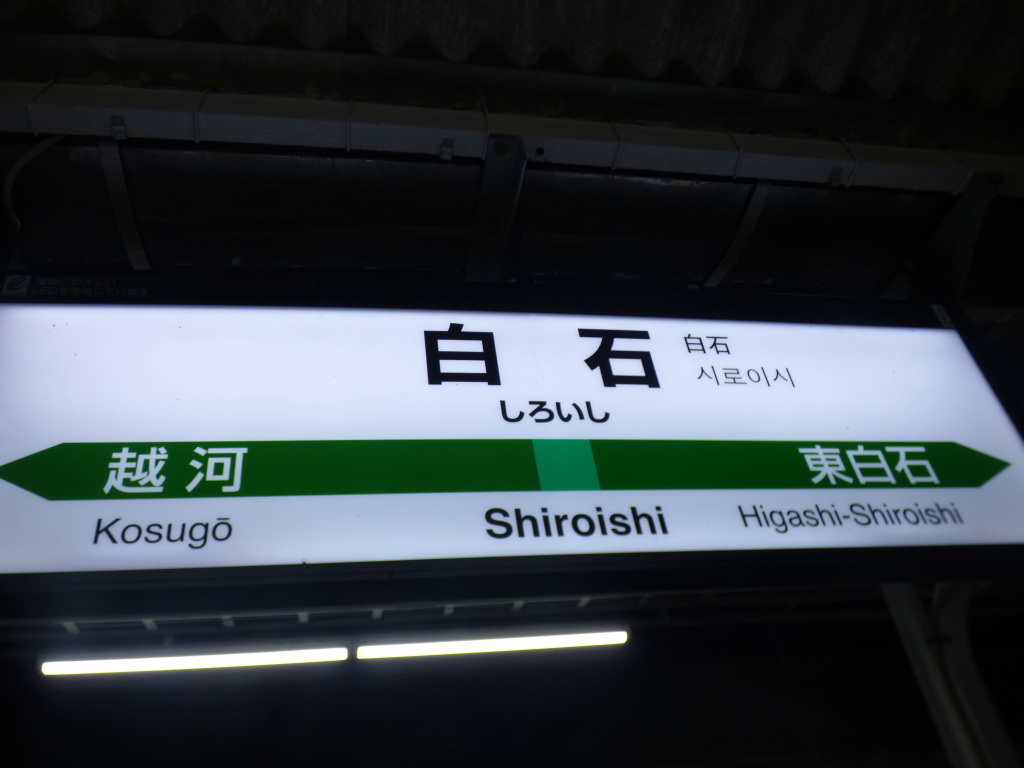 白石
白石
しろいし
시로이시
越河
東白石
Kosugō
Shiroishi
Higashi-Shiroishi